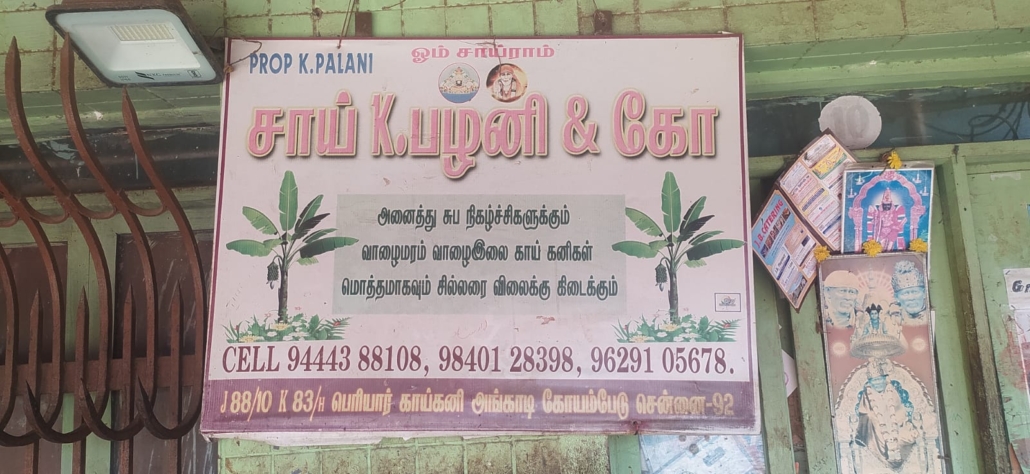 PROP K.PALANI
ஓம் சாய்ராம்
சாய் K.பழனி & கோ
அனைத்து சுப நிகழ்ச்சிகளுக்கும்
வாழைமரம் வாழைஇலை காய் கனிகள்
மொத்தமாகவும் சில்லரை விலைக்கு கிடைக்கும்
CELL 94443 88108, 98401 28398, 96291 05678.
J 88/10 K 83/H பெரியார் காய்கனி அங்காடி கோயம்பேடு சென்னை-92
CATERING